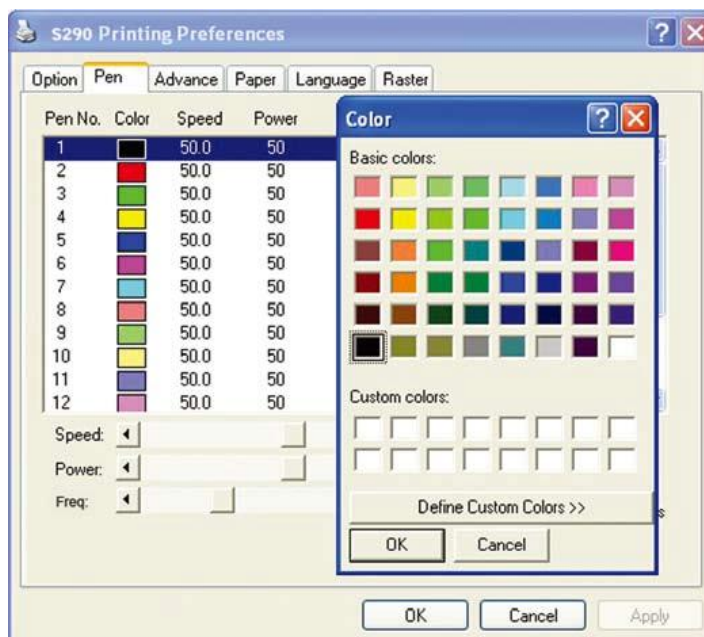 S290 Printing Preferences
Option Pen Advance Paper Language Raster
Pen No. Color Speed Power
1 50.0 50
2 50.0 50
3 50.0 50
4 50.0 50
5 50.0 50
6 50.0 50
7 50.0 50
8 50.0 50
9 50.0 50
10 50.0 50
11 50.0 50
12 50.0 50
Speed:
Power:
Freq:
s
Color
Basic colors:
Custom colors:
Define Custom Colors >>
OK Cancel
OK Cancel Apply